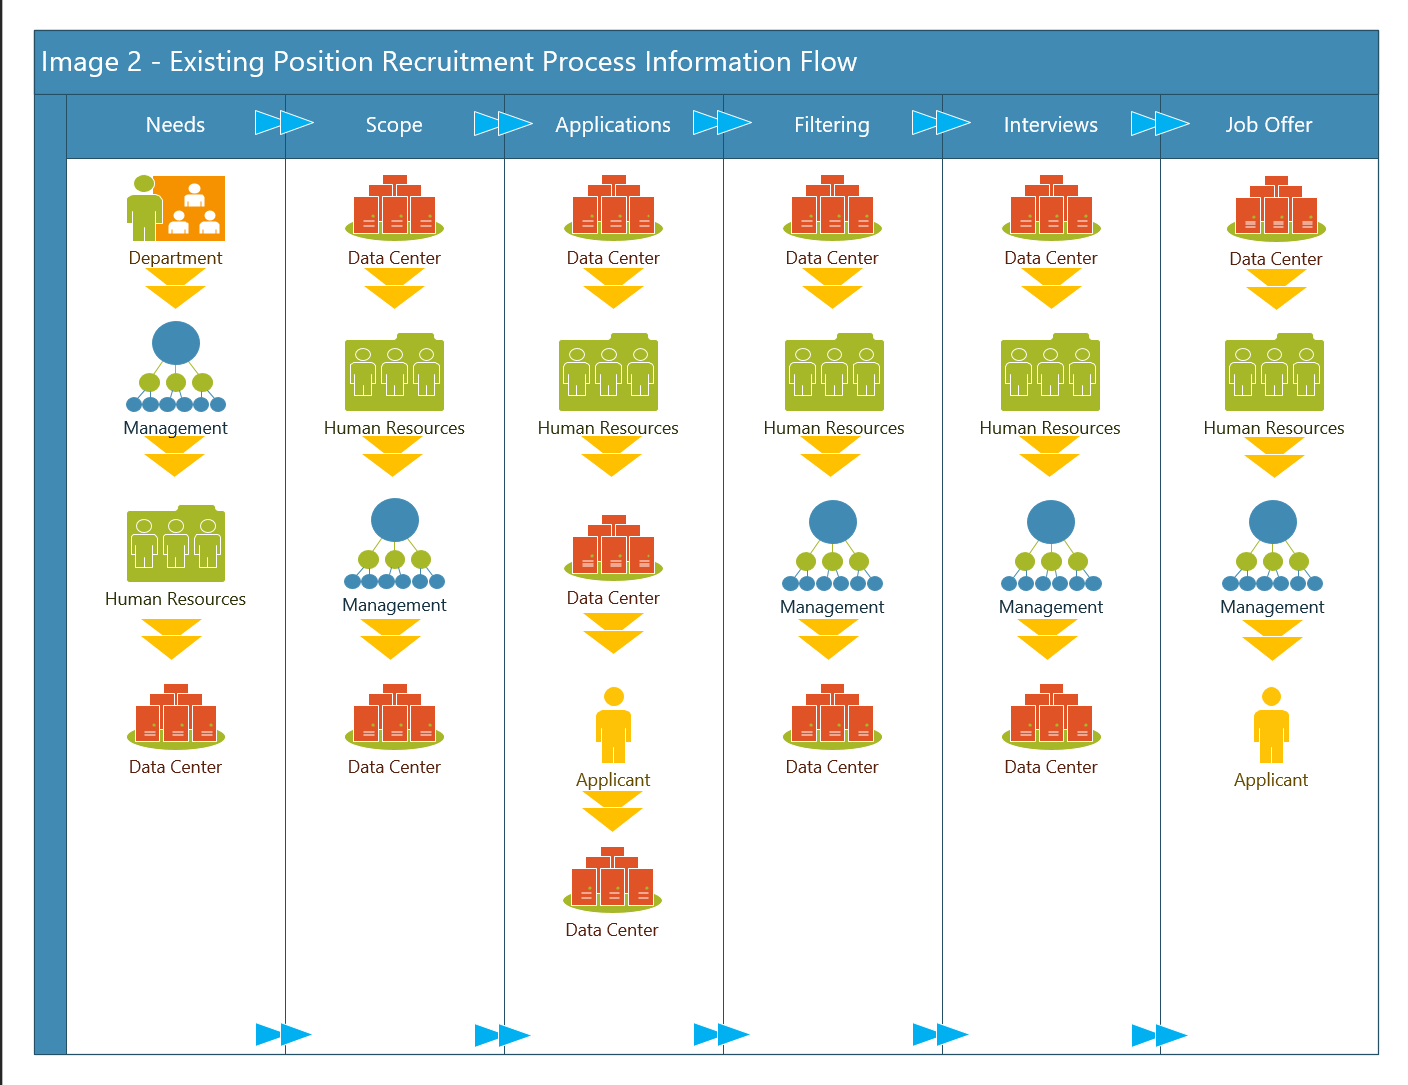 Image 2 - Existing Position Recruitment Process Information Flow
Needs
Scope
Applications
Filtering
Interviews
Job Offer
Department
Management
Human Resources
Data Center
Data Center
Human Resources
Management
Data Center
Data Center
Human Resources
Data Center
Applicant
Data Center
Data Center
Human Resources
Management
Data Center
Data Center
Human Resources
Management
Data Center
Data Center
Human Resources
Management
Applicant